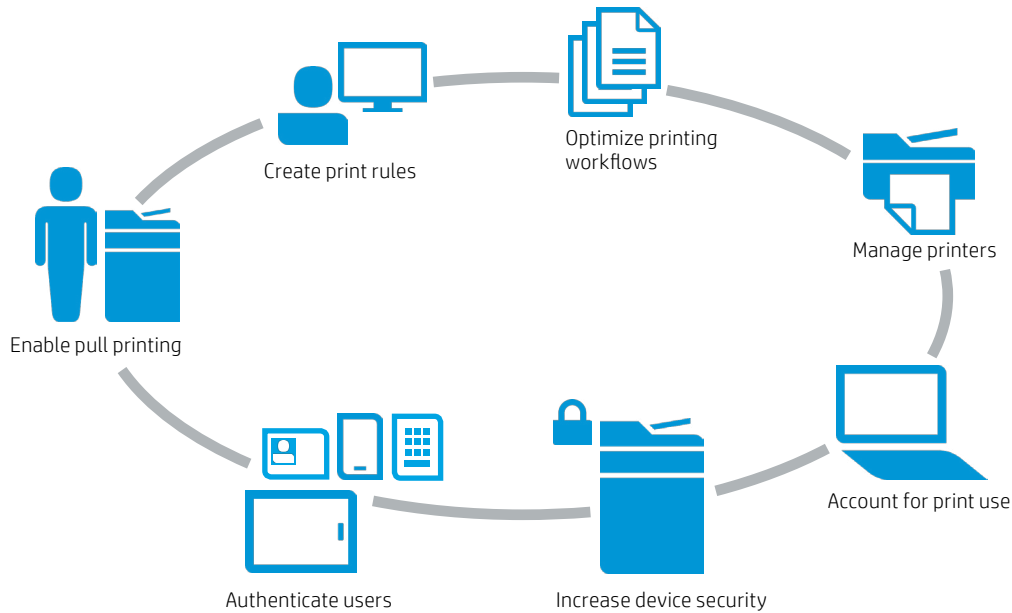 Create print rules
Optimize printing
workflows
Manage printers
Enable pull printing
Account for print use
Authenticate users
Increase device security